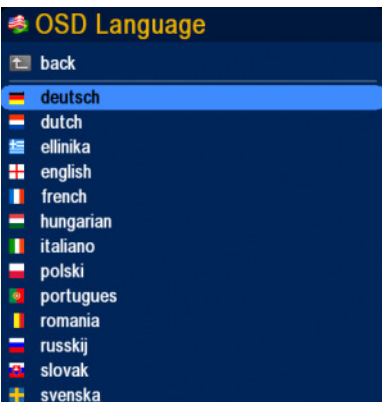 OSD Language
back
deutsch
dutch
ellinika
english
french
hungarian
italiano
polski
portugues
romania
russkij
slovak
svenska